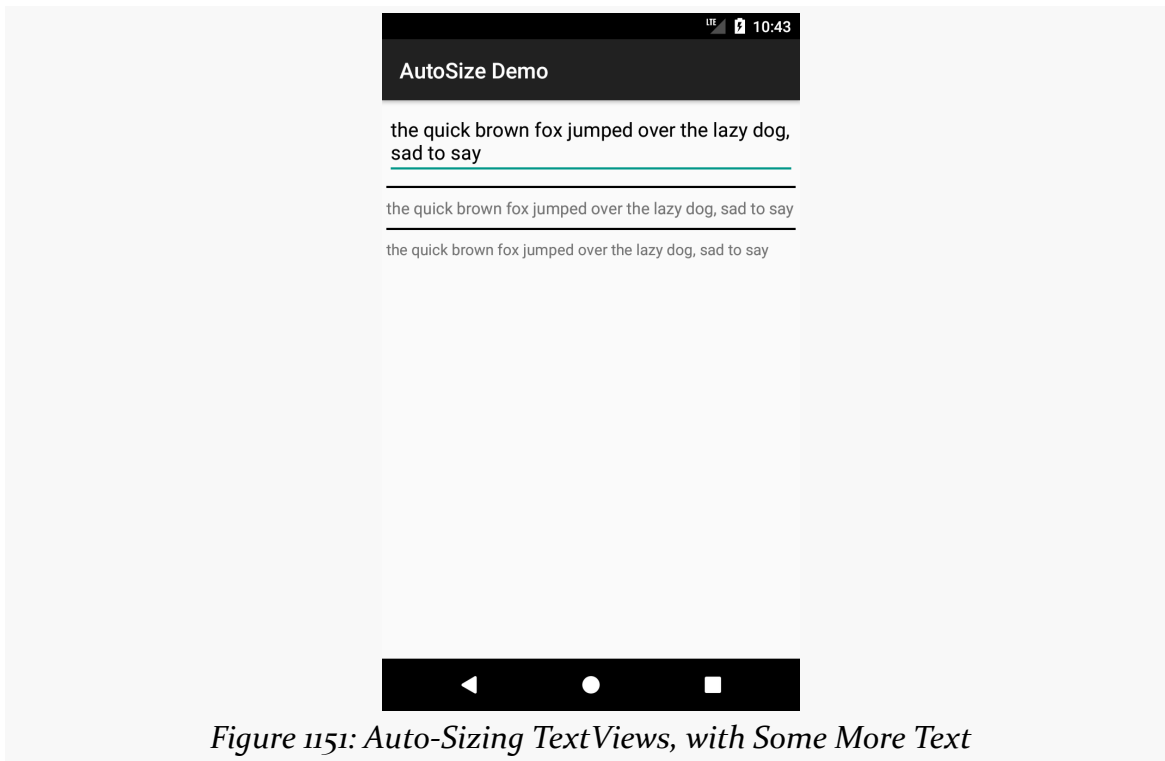 LTE 10:43
AutoSize Demo
the quick brown fox jumped over the lazy dog,
sad to say
the quick brown fox jumped over the lazy dog, sad to say
the quick brown fox jumped over the lazy dog, sad to say
Figure 1151: Auto-Sizing TextViews, with Some More Text